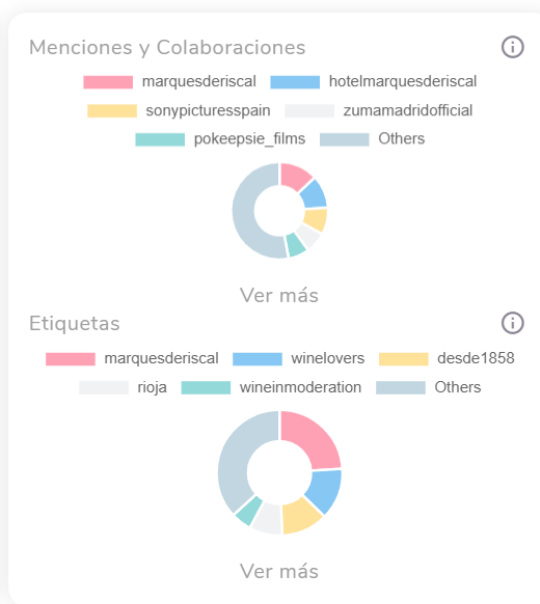 Menciones y Colaboraciones
marquesderiscal hotelmarquesderiscal
sonypicturesspain zumamadridofficial
pokeepsie_films Others
Ver más
Etiquetas
marquesderiscal winelovers desde1858
rioja wineinmoderation Others
Ver más